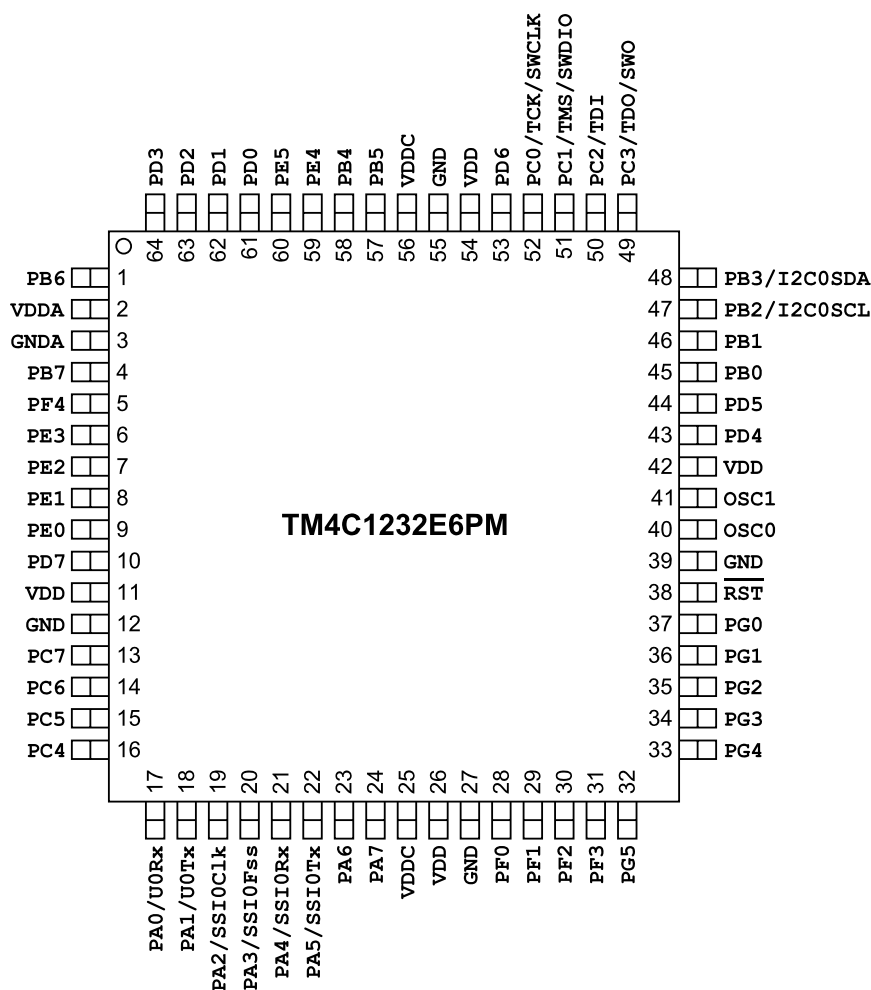 PD3
PD2
PD1
PD0
PE5
PE4
PB4
PB5
VDDC
GND
VDD
PD6
PC0/TCK/SWCLK
PC1/TMS/SWDIO
PC2/TDI
PC3/TDO/SWO
64
63
62
61
60
59
58
57
56
55
54
53
52
51
50
49
PB6 1
VDDA 2
GNDA 3
PB7 4
PF4 5
PE3 6
PE2 7
PE1 8
PE0 9
PD7 10
VDD 11
GND 12
PC7 13
PC6 14
PC5 15
PC4 16
TM4C1232E6PM
48 PB3/I2C0SDA
47 PB2/I2C0SCL
46 PB1
45 PB0
44 PD5
43 PD4
42 VDD
41 OSC1
40 OSC0
39 GND
38 RST
37 PG0
36 PG1
35 PG2
34 PG3
33 PG4
17
18
19
20
21
22
23
24
25
26
27
28
29
30
31
32
PA0/U0Rx
PA1/U0Tx
PA2/SSI0Clk
PA3/SSI0Fss
PA4/SSI0Rx
PA5/SSI0Tx
PA6
PA7
VDDC
VDD
GND
PF0
PF1
PF2
PF3
PG5